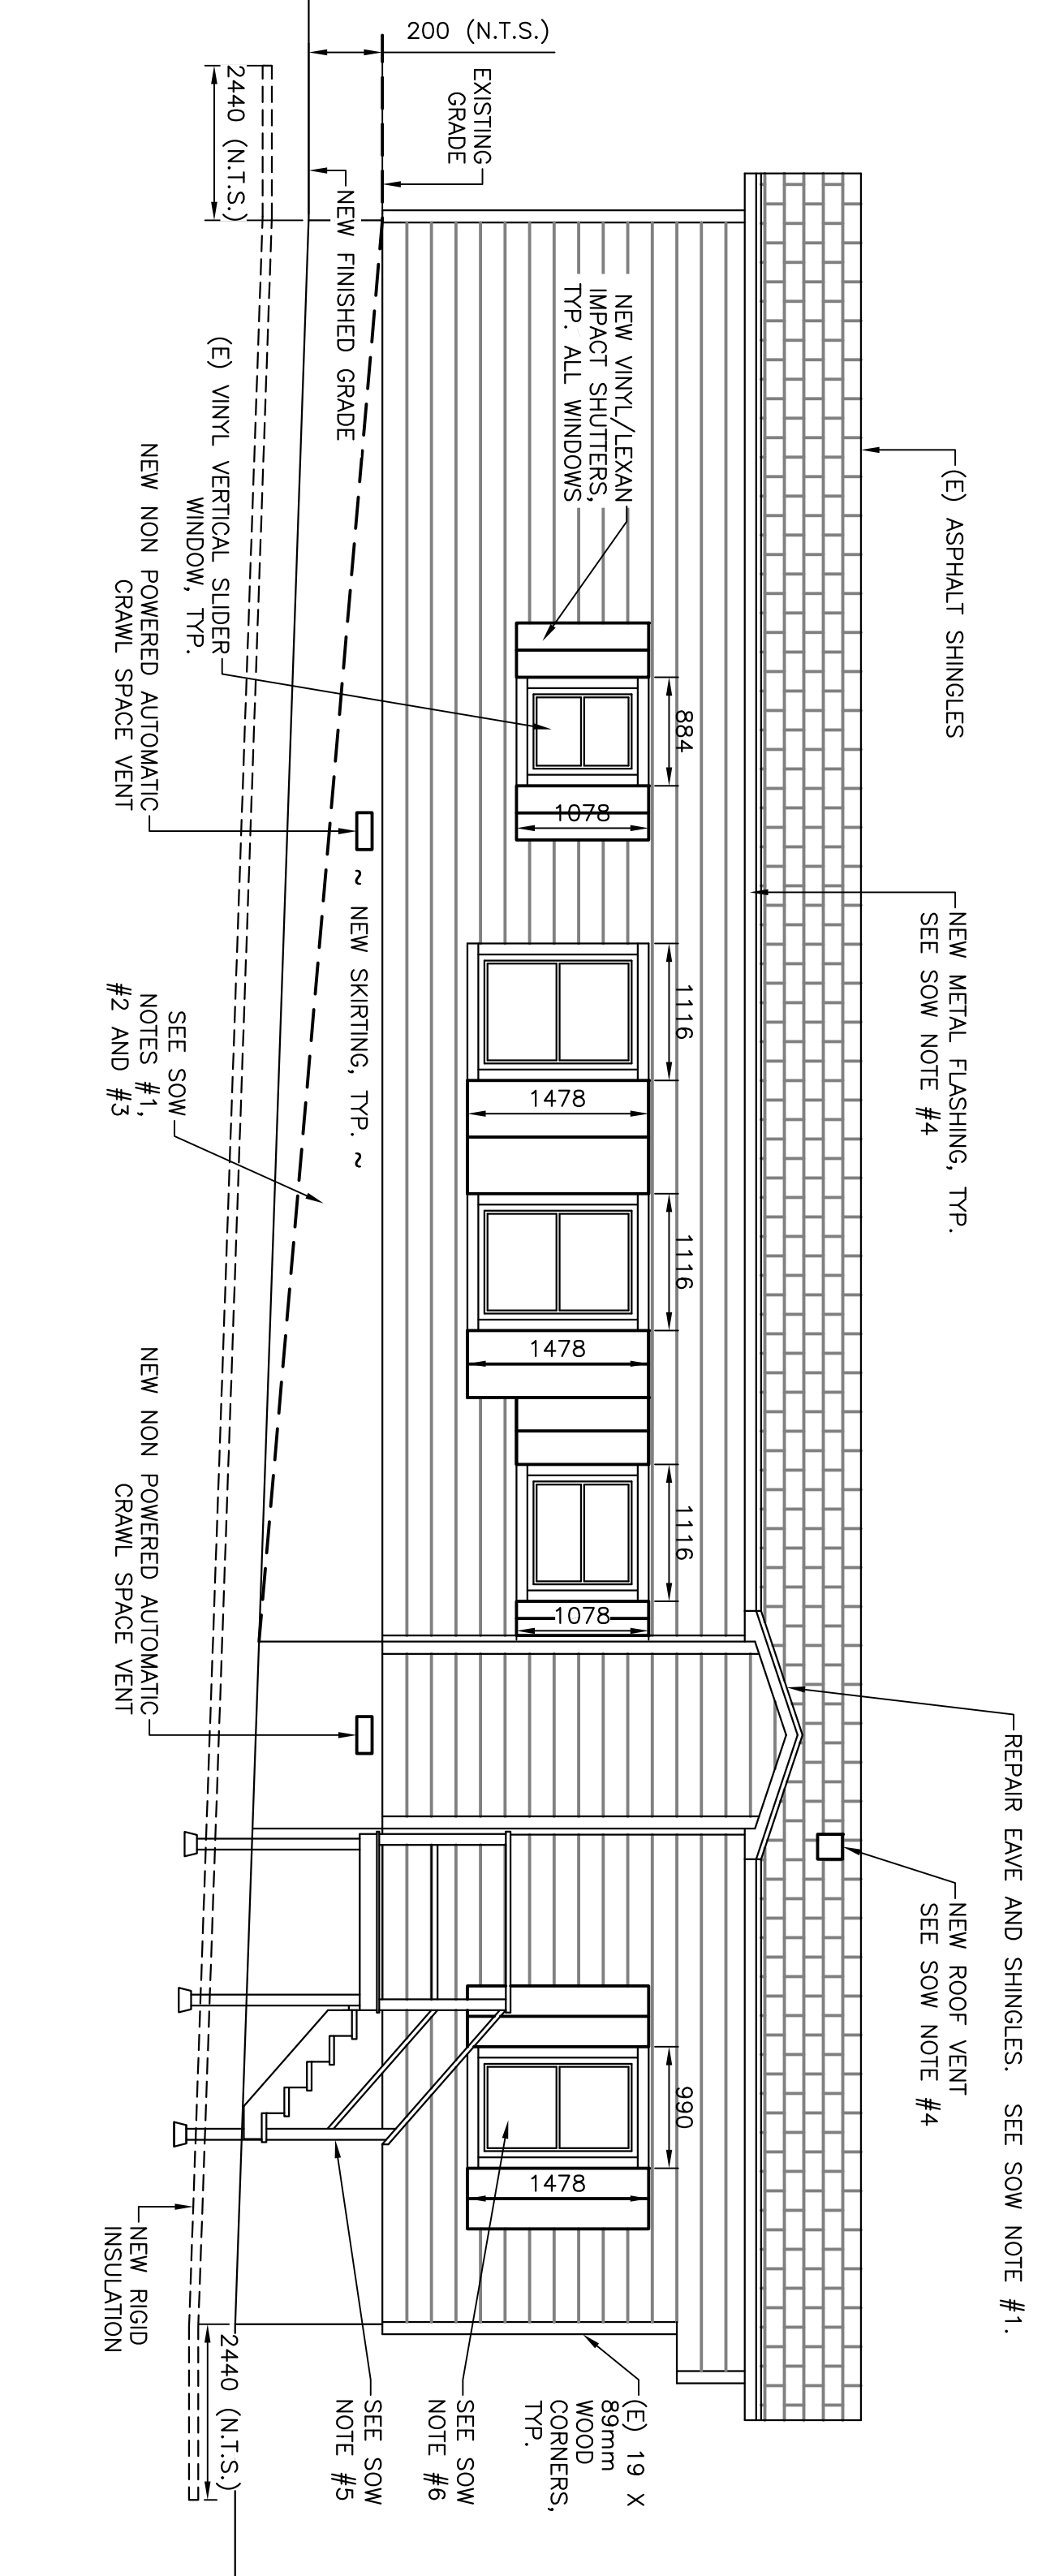 (E) ASPHALT SHINGLES
NEW METAL FLASHING, TYP.
SEE SOW NOTE #4
REPAIR EAVE AND SHINGLES.  SEE SOW NOTE #1.
NEW ROOF VENT
SEE SOW NOTE #4
NEW VINYL/LEXAN
IMPACT SHUTTERS,
TYP. ALL WINDOWS
884
1078
1116
1478
1116
1478
1116
1078
990
1478
(E) 19 X
89mm
WOOD
CORNERS,
TYP.
SEE SOW
NOTE #6
SEE SOW
NOTE #5
200 (N.T.S.)
EXISTING
GRADE
NEW FINISHED GRADE
2440 (N.T.S.)
~ NEW SKIRTING, TYP. ~
(E) VINYL VERTICAL SLIDER
WINDOW, TYP.
NEW NON POWERED AUTOMATIC
CRAWL SPACE VENT
SEE SOW
NOTES #1,
#2 AND #3
NEW NON POWERED AUTOMATIC
CRAWL SPACE VENT
NEW RIGID
INSULATION
2440 (N.T.S.)